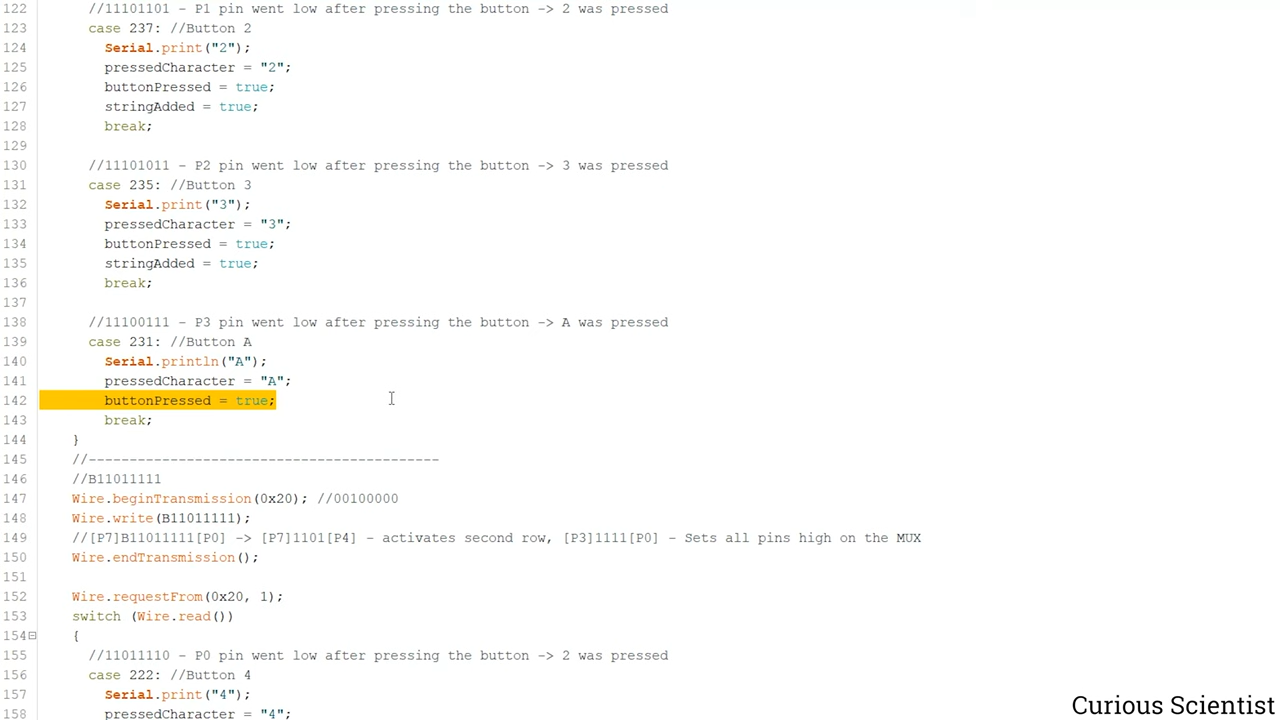 122 //11101101 - P1 pin went low after pressing the button -> 2 was pressed
123 case 237: //Button 2
124 Serial.print("2");
125 pressedCharacter = "2";
126 buttonPressed = true;
127 stringAdded = true;
128 break;
129
130 //11101011 - P2 pin went low after pressing the button -> 3 was pressed
131 case 235: //Button 3
132 Serial.print("3");
133 pressedCharacter = "3";
134 buttonPressed = true;
135 stringAdded = true;
136 break;
137
138 //11100111 - P3 pin went low after pressing the button -> A was pressed
139 case 231: //Button A
140 Serial.println("A");
141 pressedCharacter = "A";
142 buttonPressed = true;
143 break;
144 }
145 //-------------------------------------------
146 //B11011111
147 Wire.beginTransmission(0x20); //00100000
148 Wire.write(B11011111);
149 //[P7]B11011111[P0] -> [P7]1101[P4] - activates second row, [P3]1111[P0] - Sets all pins high on the MUX
150 Wire.endTransmission();
151
152 Wire.requestFrom(0x20, 1);
153 switch (Wire.read())
154 {
155 //11011110 - P0 pin went low after pressing the button -> 2 was pressed
156 case 222: //Button 4
157 Serial.print("4");
158 pressedCharacter = "4";
Curious Scientist